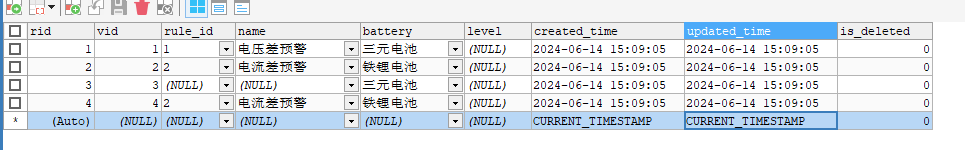 rid vid rule_id name battery level created_time updated_time is_deleted
1 1 1 电压差预警 三元电池 (NULL) 2024-06-14 15:09:05 2024-06-14 15:09:05 0
2 2 2 电流差预警 铁锂电池 (NULL) 2024-06-14 15:09:05 2024-06-14 15:09:05 0
3 3 (NULL) (NULL) 三元电池 (NULL) 2024-06-14 15:09:05 2024-06-14 15:09:05 0
4 4 2 电流差预警 铁锂电池 (NULL) 2024-06-14 15:09:05 2024-06-14 15:09:05 0
* (Auto) (NULL) (NULL) (NULL) (NULL) (NULL) CURRENT_TIMESTAMP CURRENT_TIMESTAMP 0